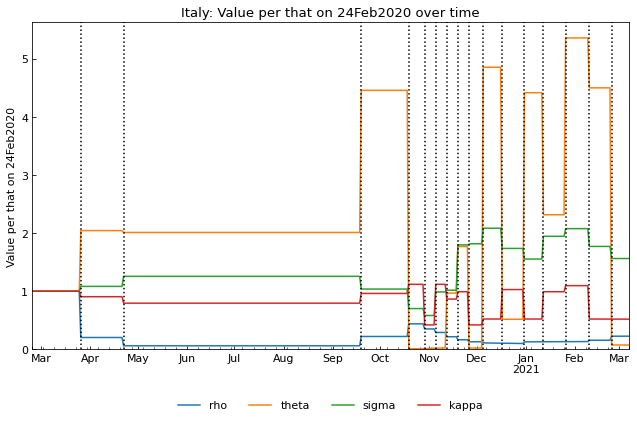 Italy: Value per that on 24Feb2020 over time
Value per that on 24Feb2020
5
4
3
2
1
0
Mar Apr May Jun Jul Aug Sep Oct Nov Dec Jan Feb Mar
2021
rho theta sigma kappa